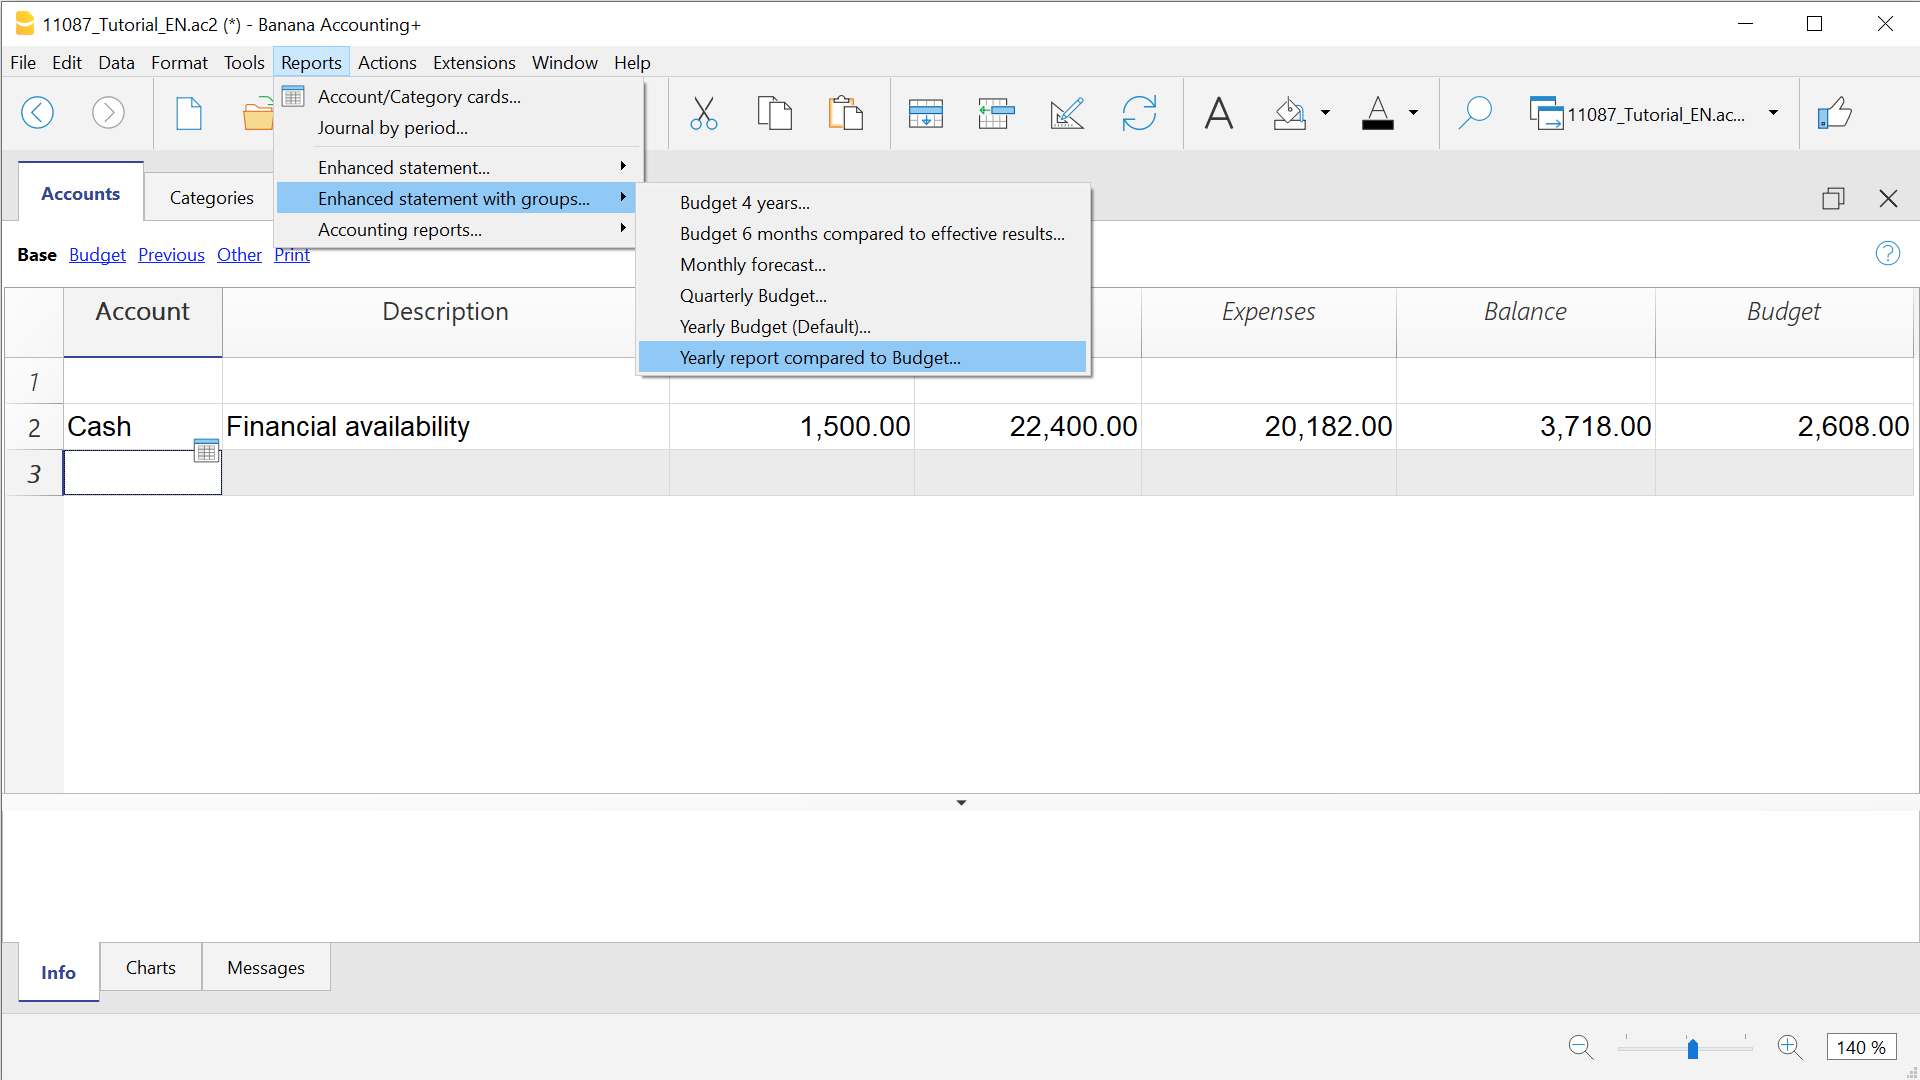 11087_Tutorial_EN.ac2 (*) - Banana Accounting+
File Edit Data Format Tools Reports Actions Extensions Window Help
Account/Category cards...
Journal by period...
Enhanced statement...
Enhanced statement with groups...
Accounting reports...
Budget 4 years...
Budget 6 months compared to effective results...
Monthly forecast...
Quarterly Budget...
Yearly Budget (Default)...
Yearly report compared to Budget...
11087_Tutorial_EN.ac...
Accounts Categories
Base Budget Previous Other Print
Account Description Expenses Balance Budget
1
2 Cash Financial availability 1,500.00 22,400.00 20,182.00 3,718.00 2,608.00
3
Info Charts Messages
140 %